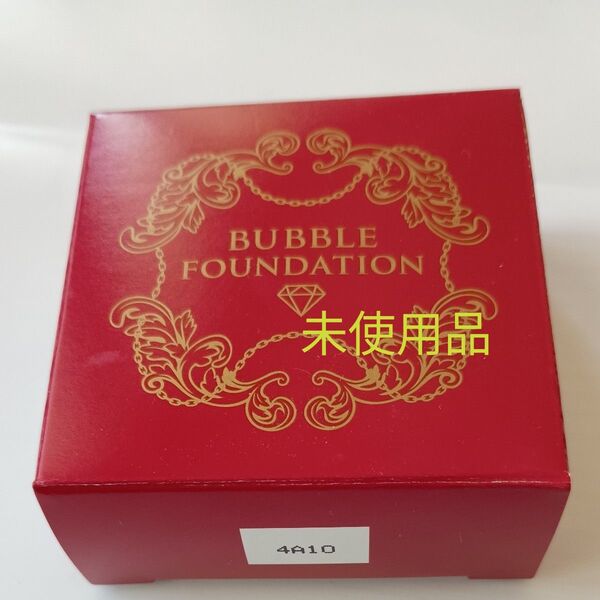 BUBBLE
FOUNDATION
未使用品
4A10